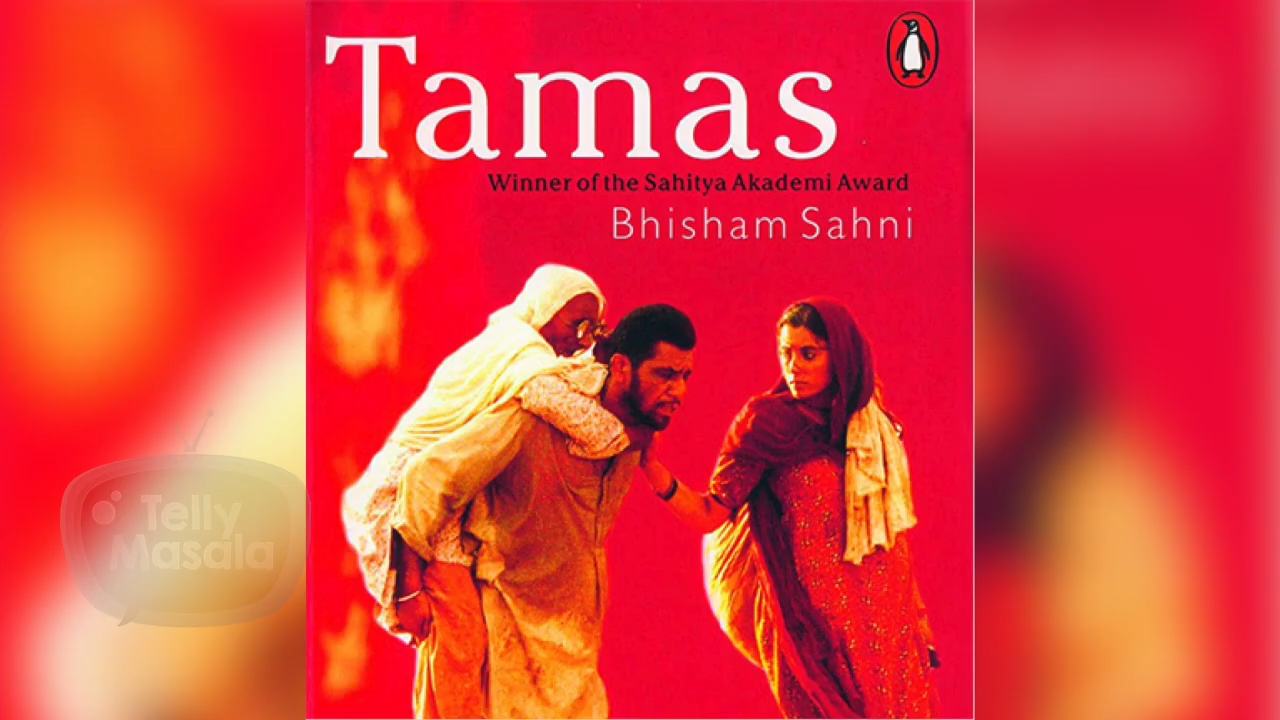 Tamas
Winner of the Sahitya Akademi Award
Bhisham Sahni
Telly
Masala